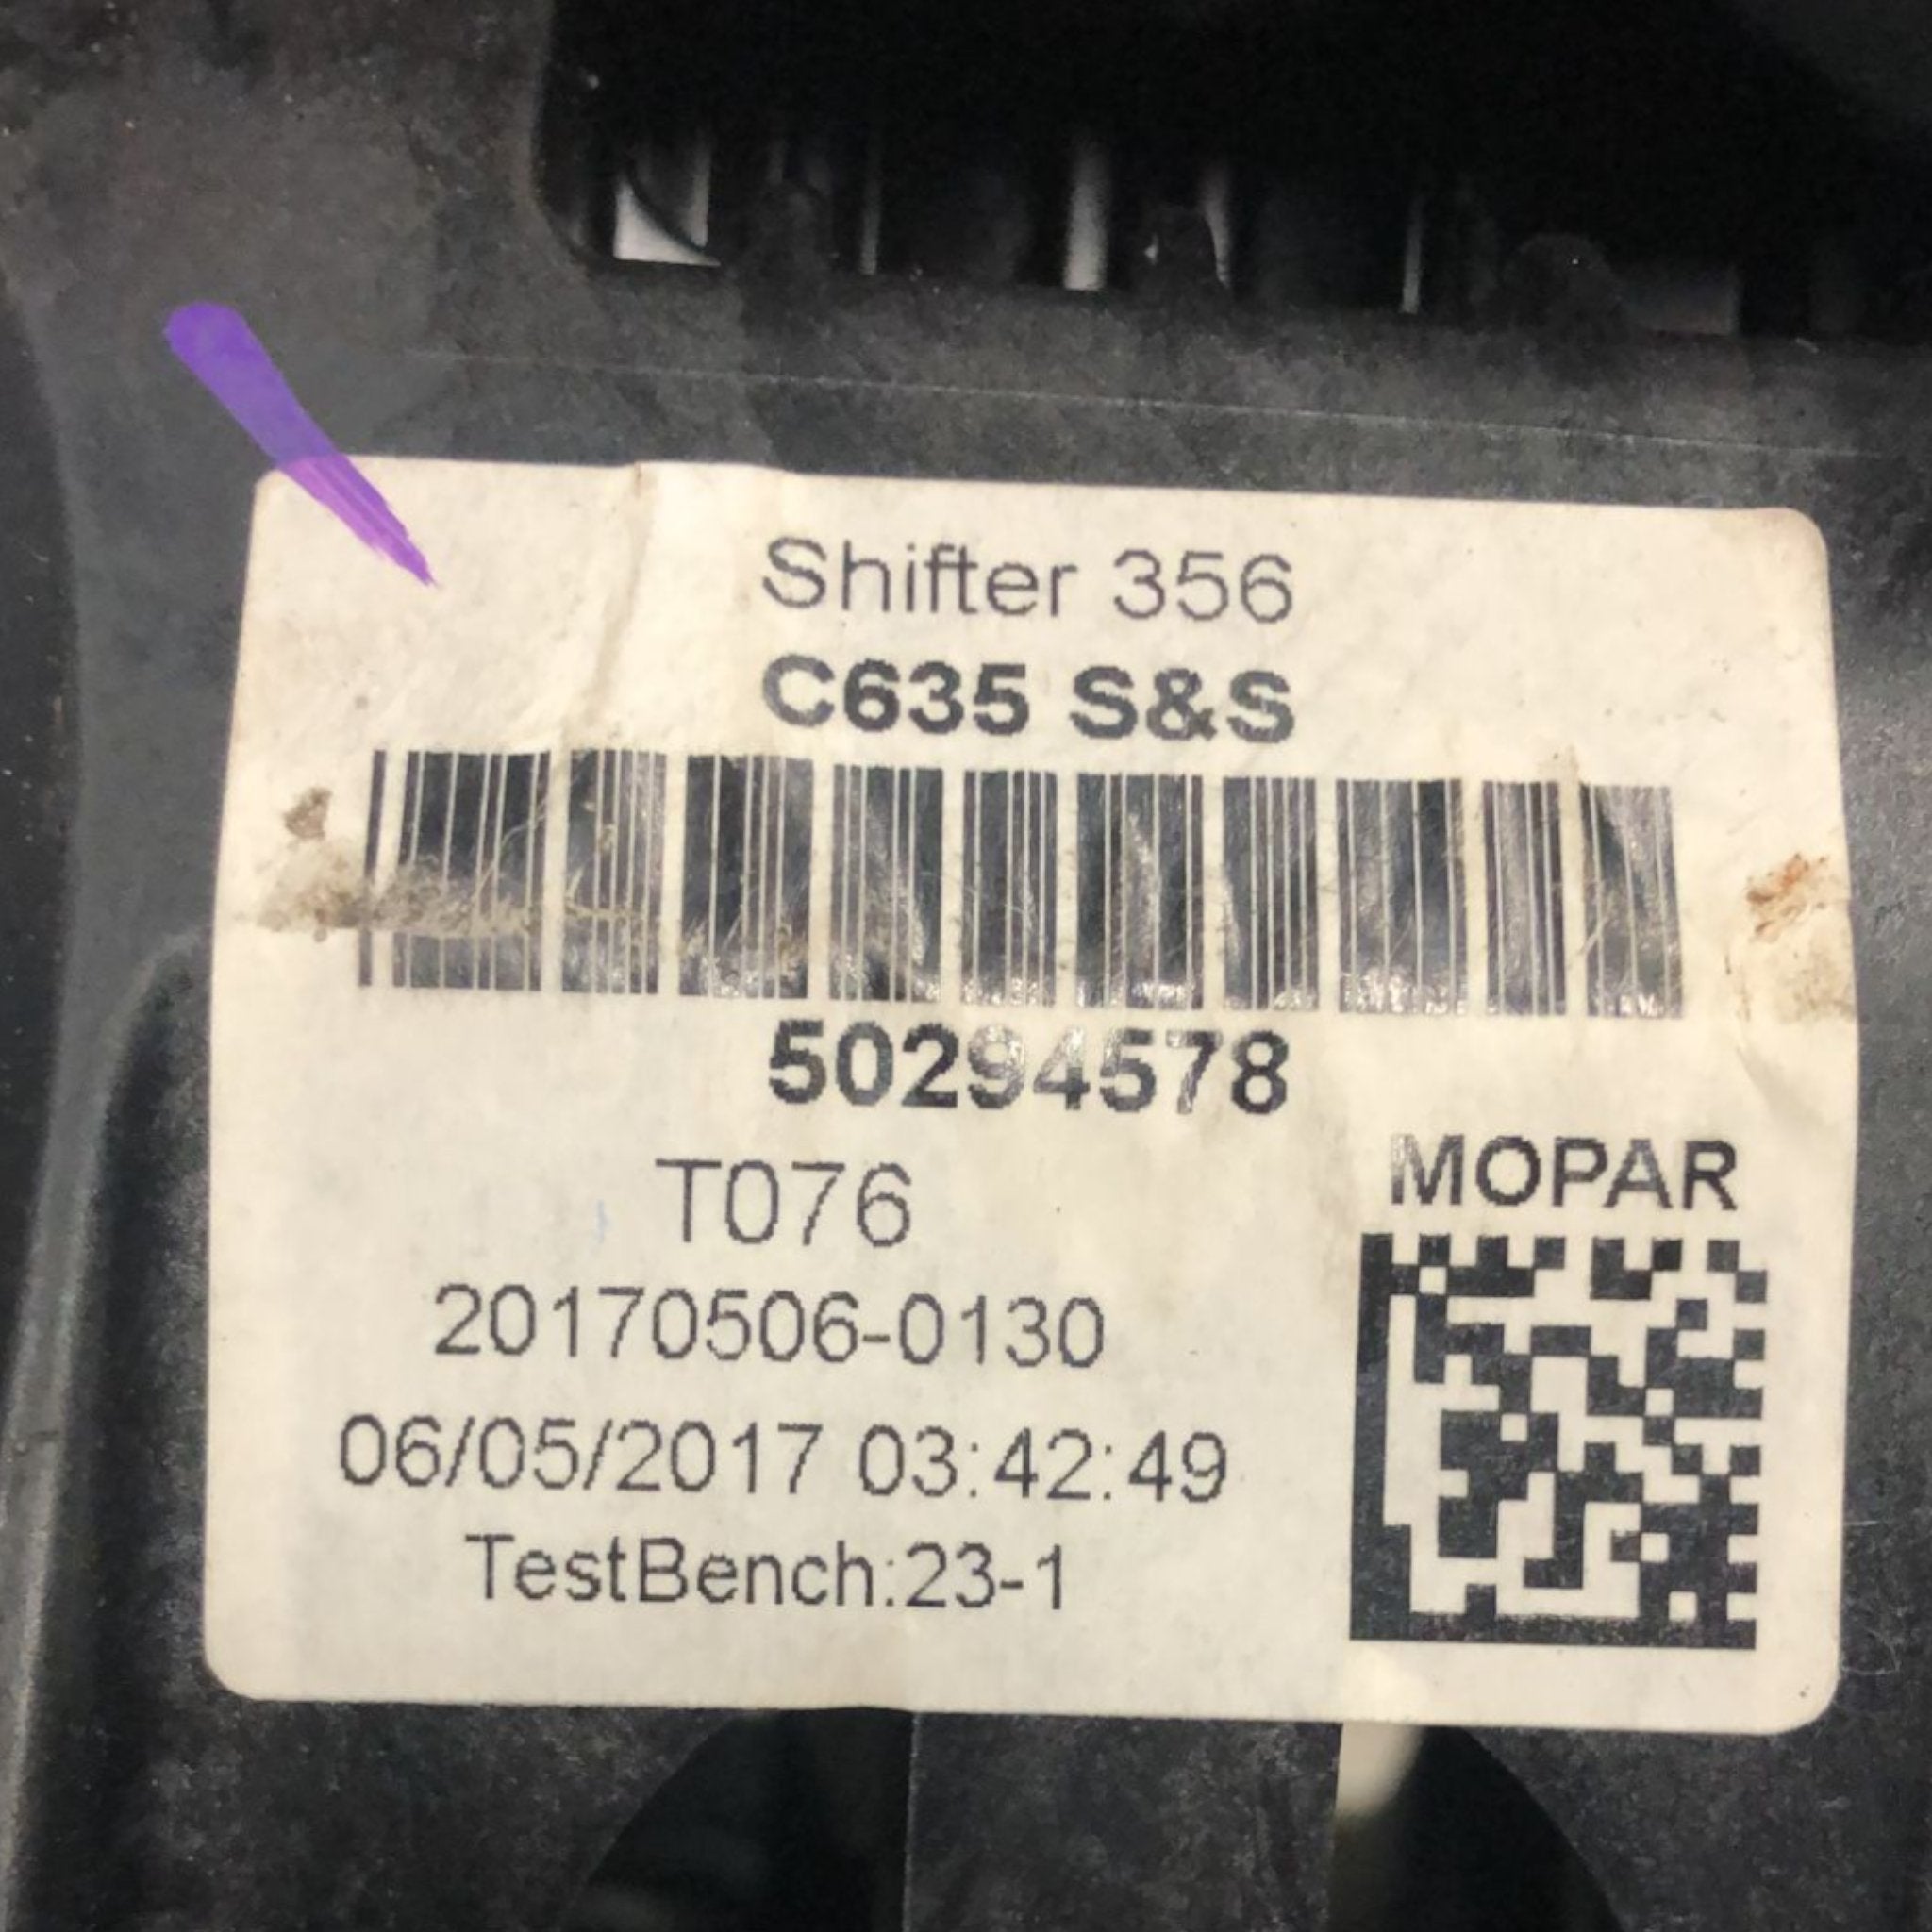 Shifter 356
C635 S&S
50294578
T076
MOPAR
20170506-0130
06/05/2017 03:42:49
TestBench:23-1